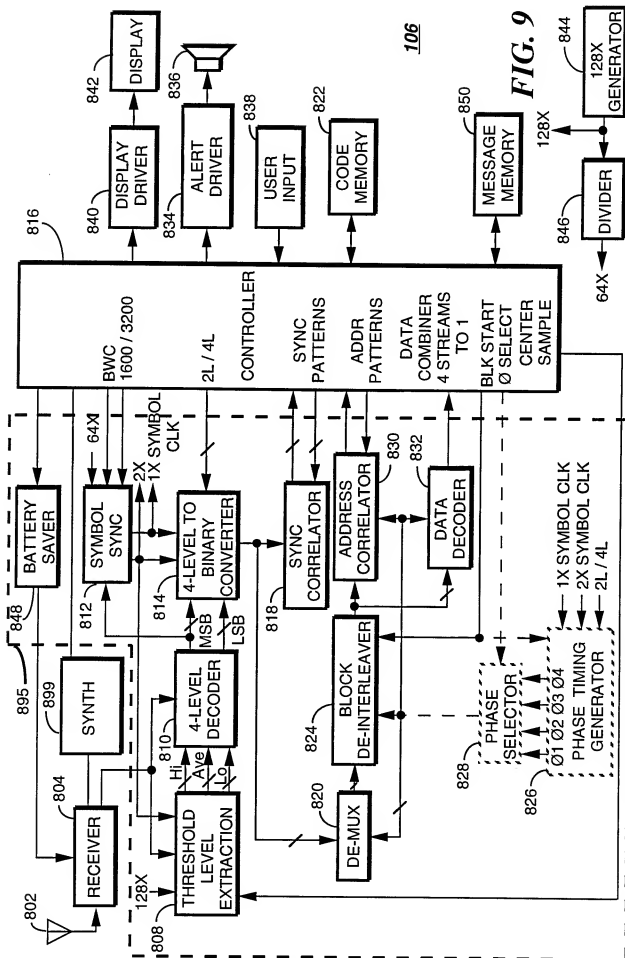 802
804
RECEIVER
899
SYNTH
895
848
BATTERY
SAVER
816
840
DISPLAY
DRIVER
842
DISPLAY
834
ALERT
DRIVER
836
838
USER
INPUT
822
CODE
MEMORY
850
MESSAGE
MEMORY
106
FIG. 9
844
128X
GENERATOR
128X
846
DIVIDER
64X
BWC
1600 / 3200
2L / 4L
CONTROLLER
SYNC
PATTERNS
ADDR
PATTERNS
DATA
COMBINER
4 STREAMS
TO 1
BLK START
Ø SELECT
CENTER
SAMPLE
64X
812
SYMBOL
SYNC
2X
1X SYMBOL
CLK
128X
808
THRESHOLD
LEVEL
EXTRACTION
Hi
Ave
Lo
810
4-LEVEL
DECODER
MSB
LSB
814
4-LEVEL TO
BINARY
CONVERTER
818
SYNC
CORRELATOR
820
DE-MUX
824
BLOCK
DE-INTERLEAVER
830
ADDRESS
CORRELATOR
832
DATA
DECODER
828
PHASE
SELECTOR
826
Ø1 Ø2 Ø3 Ø4
PHASE TIMING
GENERATOR
1X SYMBOL CLK
2X SYMBOL CLK
2L / 4L